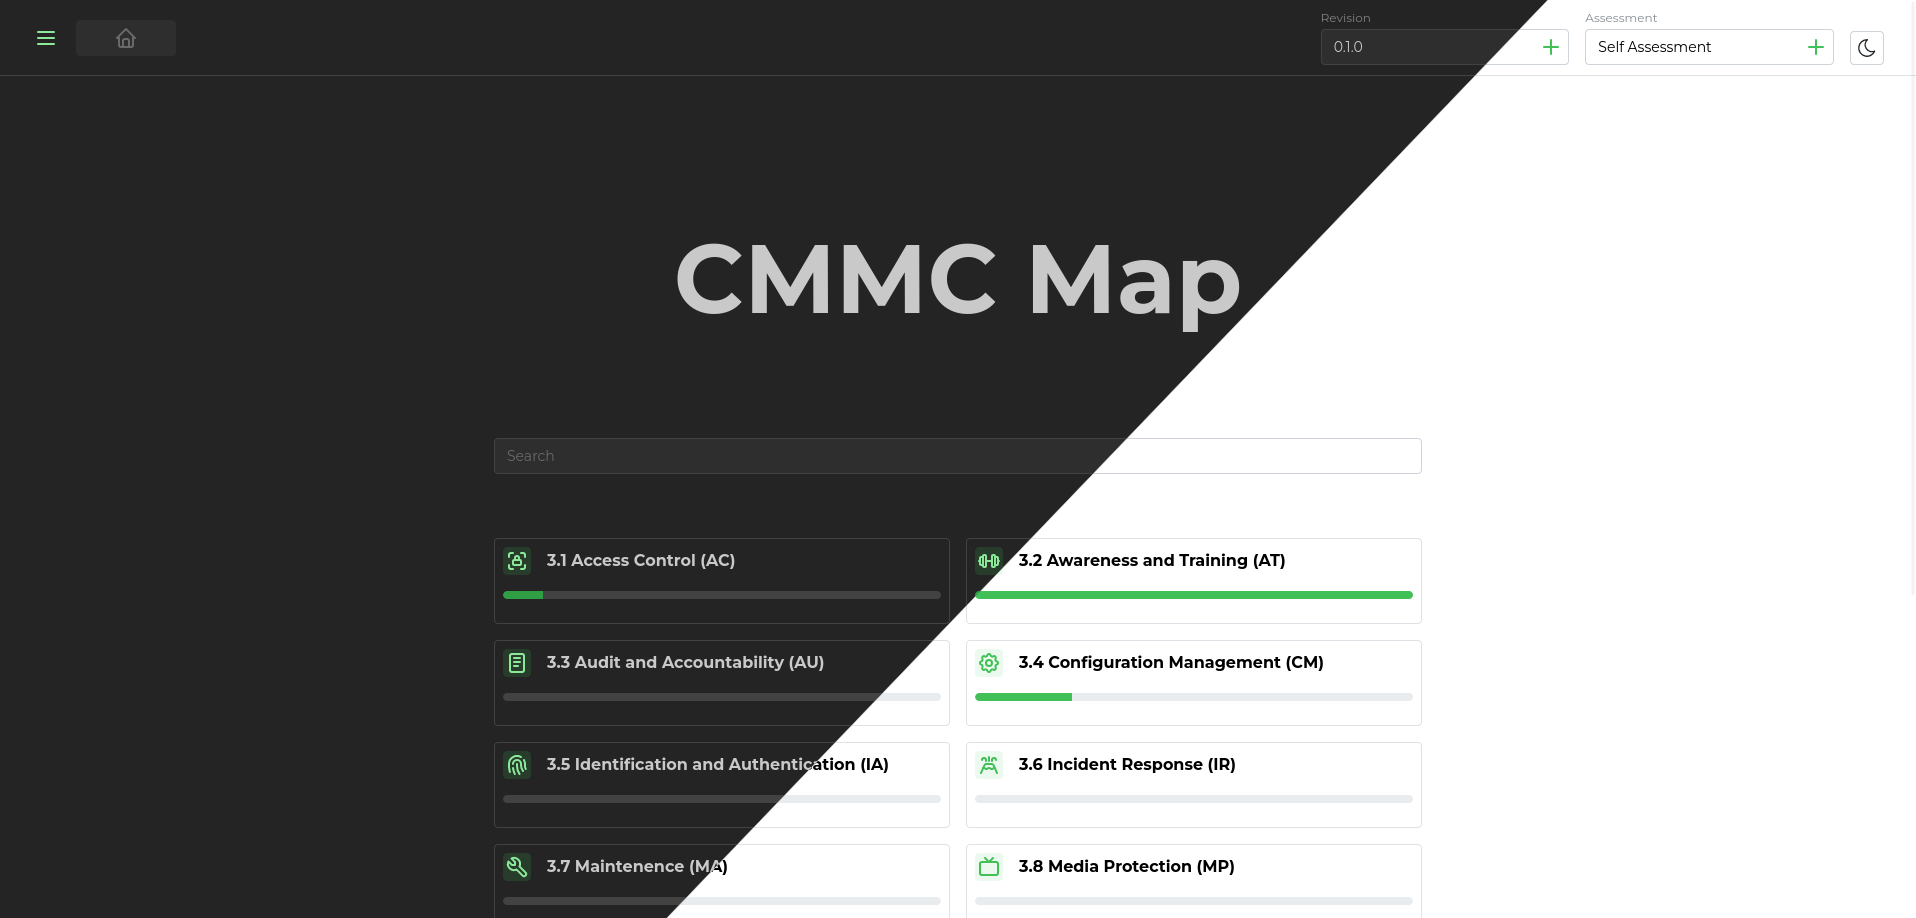 Revision
Assessment
0.1.0
Self Assessment
CMMC Map
Search
3.1 Access Control (AC)
3.2 Awareness and Training (AT)
3.3 Audit and Accountability (AU)
3.4 Configuration Management (CM)
3.5 Identification and Authentication (IA)
3.6 Incident Response (IR)
3.7 Maintenence (MA)
3.8 Media Protection (MP)